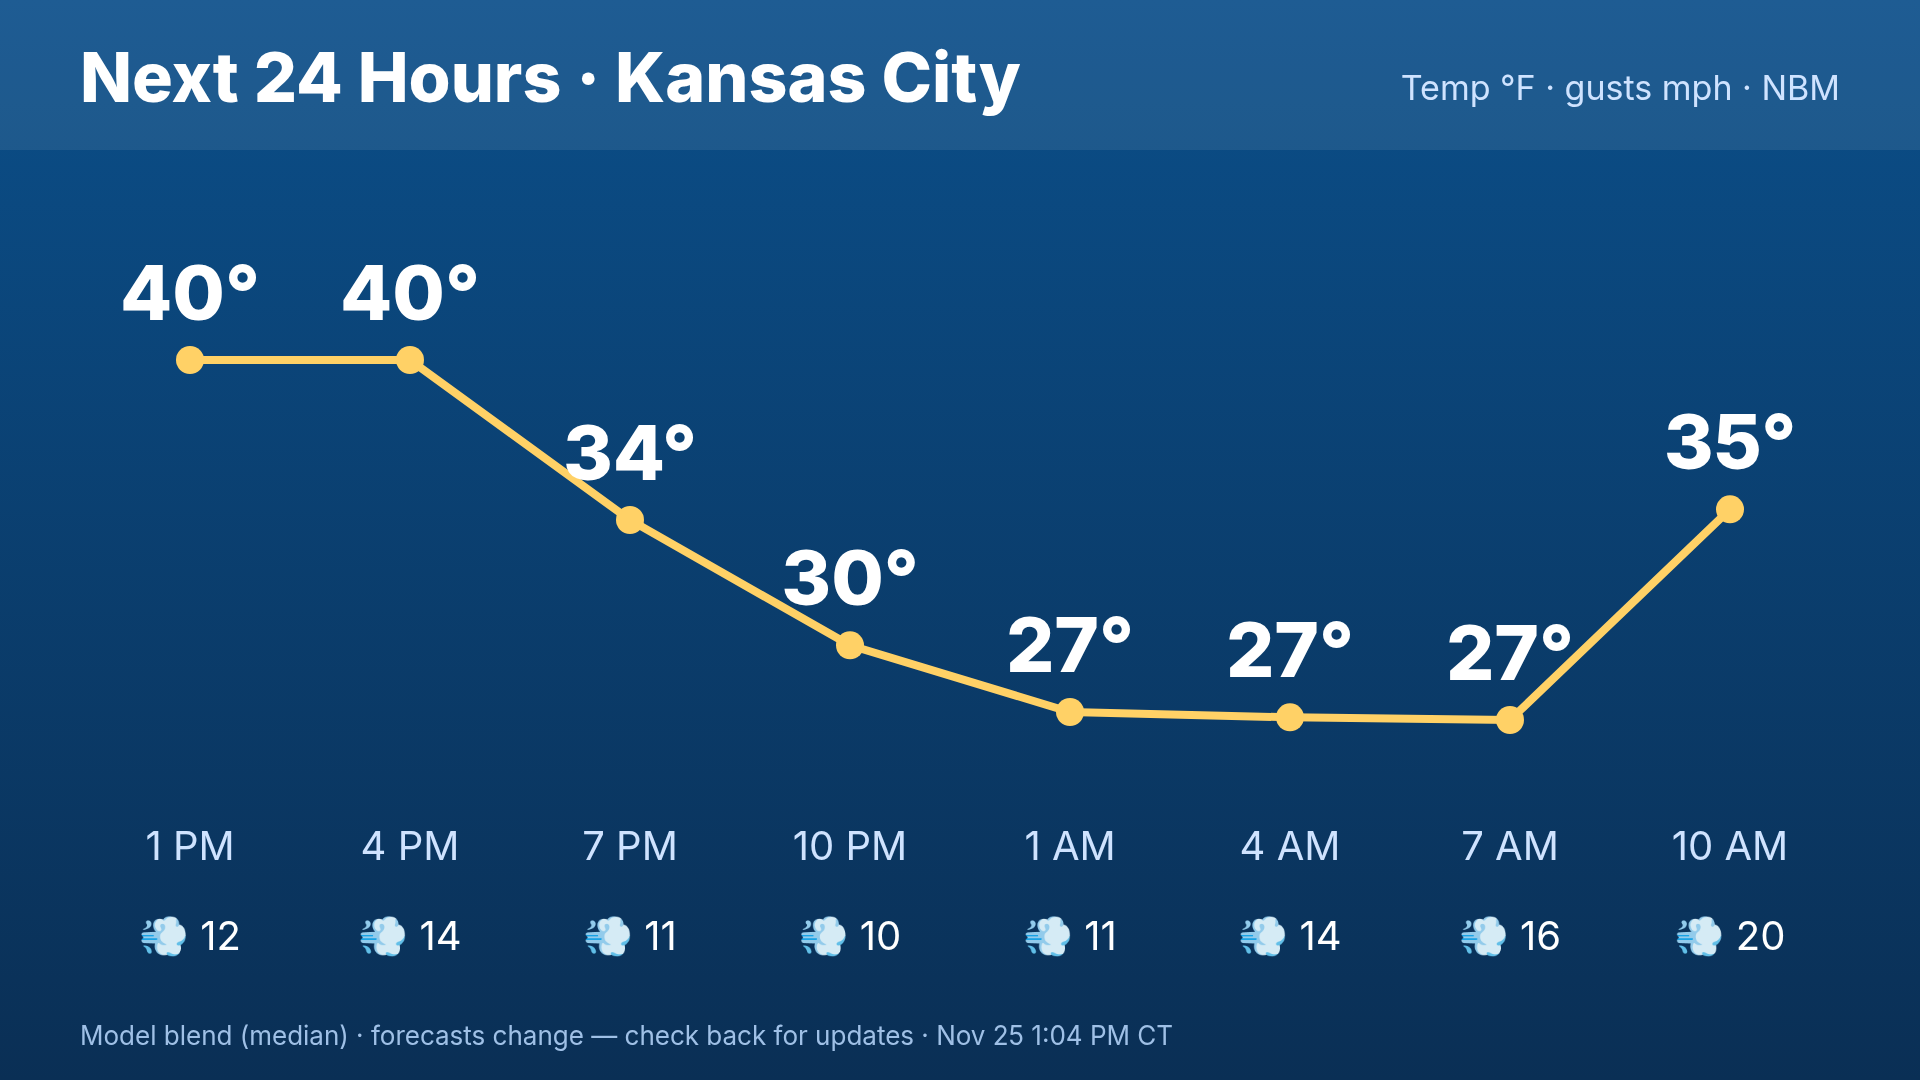 Next 24 Hours · Kansas City
Temp °F · gusts mph · NBM
40° 40° 34° 30° 27° 27° 27° 35°
1 PM 4 PM 7 PM 10 PM 1 AM 4 AM 7 AM 10 AM
💨 12 💨 14 💨 11 💨 10 💨 11 💨 14 💨 16 💨 20
Model blend (median) · forecasts change — check back for updates · Nov 25 1:04 PM CT